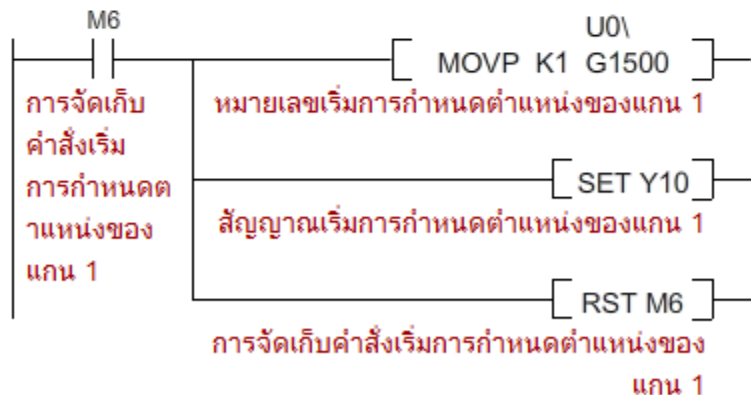 M6
U0\
MOVP K1 G1500
การจัดเก็บ
คำสั่งเริ่ม
การกำหนดต
ำแหน่งของ
แกน 1
หมายเลขเริ่มการกำหนดตำแหน่งของแกน 1
SET Y10
สัญญาณเริ่มการกำหนดตำแหน่งของแกน 1
RST M6
การจัดเก็บคำสั่งเริ่มการกำหนดตำแหน่งของ
แกน 1